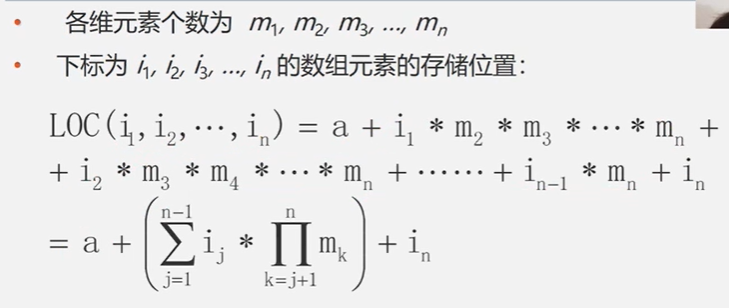 • 各维元素个数为 m₁, m₂, m₃, ..., mₙ
• 下标为 i₁, i₂, i₃, ..., iₙ 的数组元素的存储位置：
LOC(i₁,i₂,⋯,iₙ) = a + i₁ * m₂ * m₃ * ⋯ * mₙ +
+ i₂ * m₃ * m₄ * ⋯ * mₙ + ⋯⋯ + iₙ₋₁ * mₙ + iₙ
= a + (∑_{j=1}^{n-1} i_j * ∏_{k=j+1}^{n} m_k) + iₙ